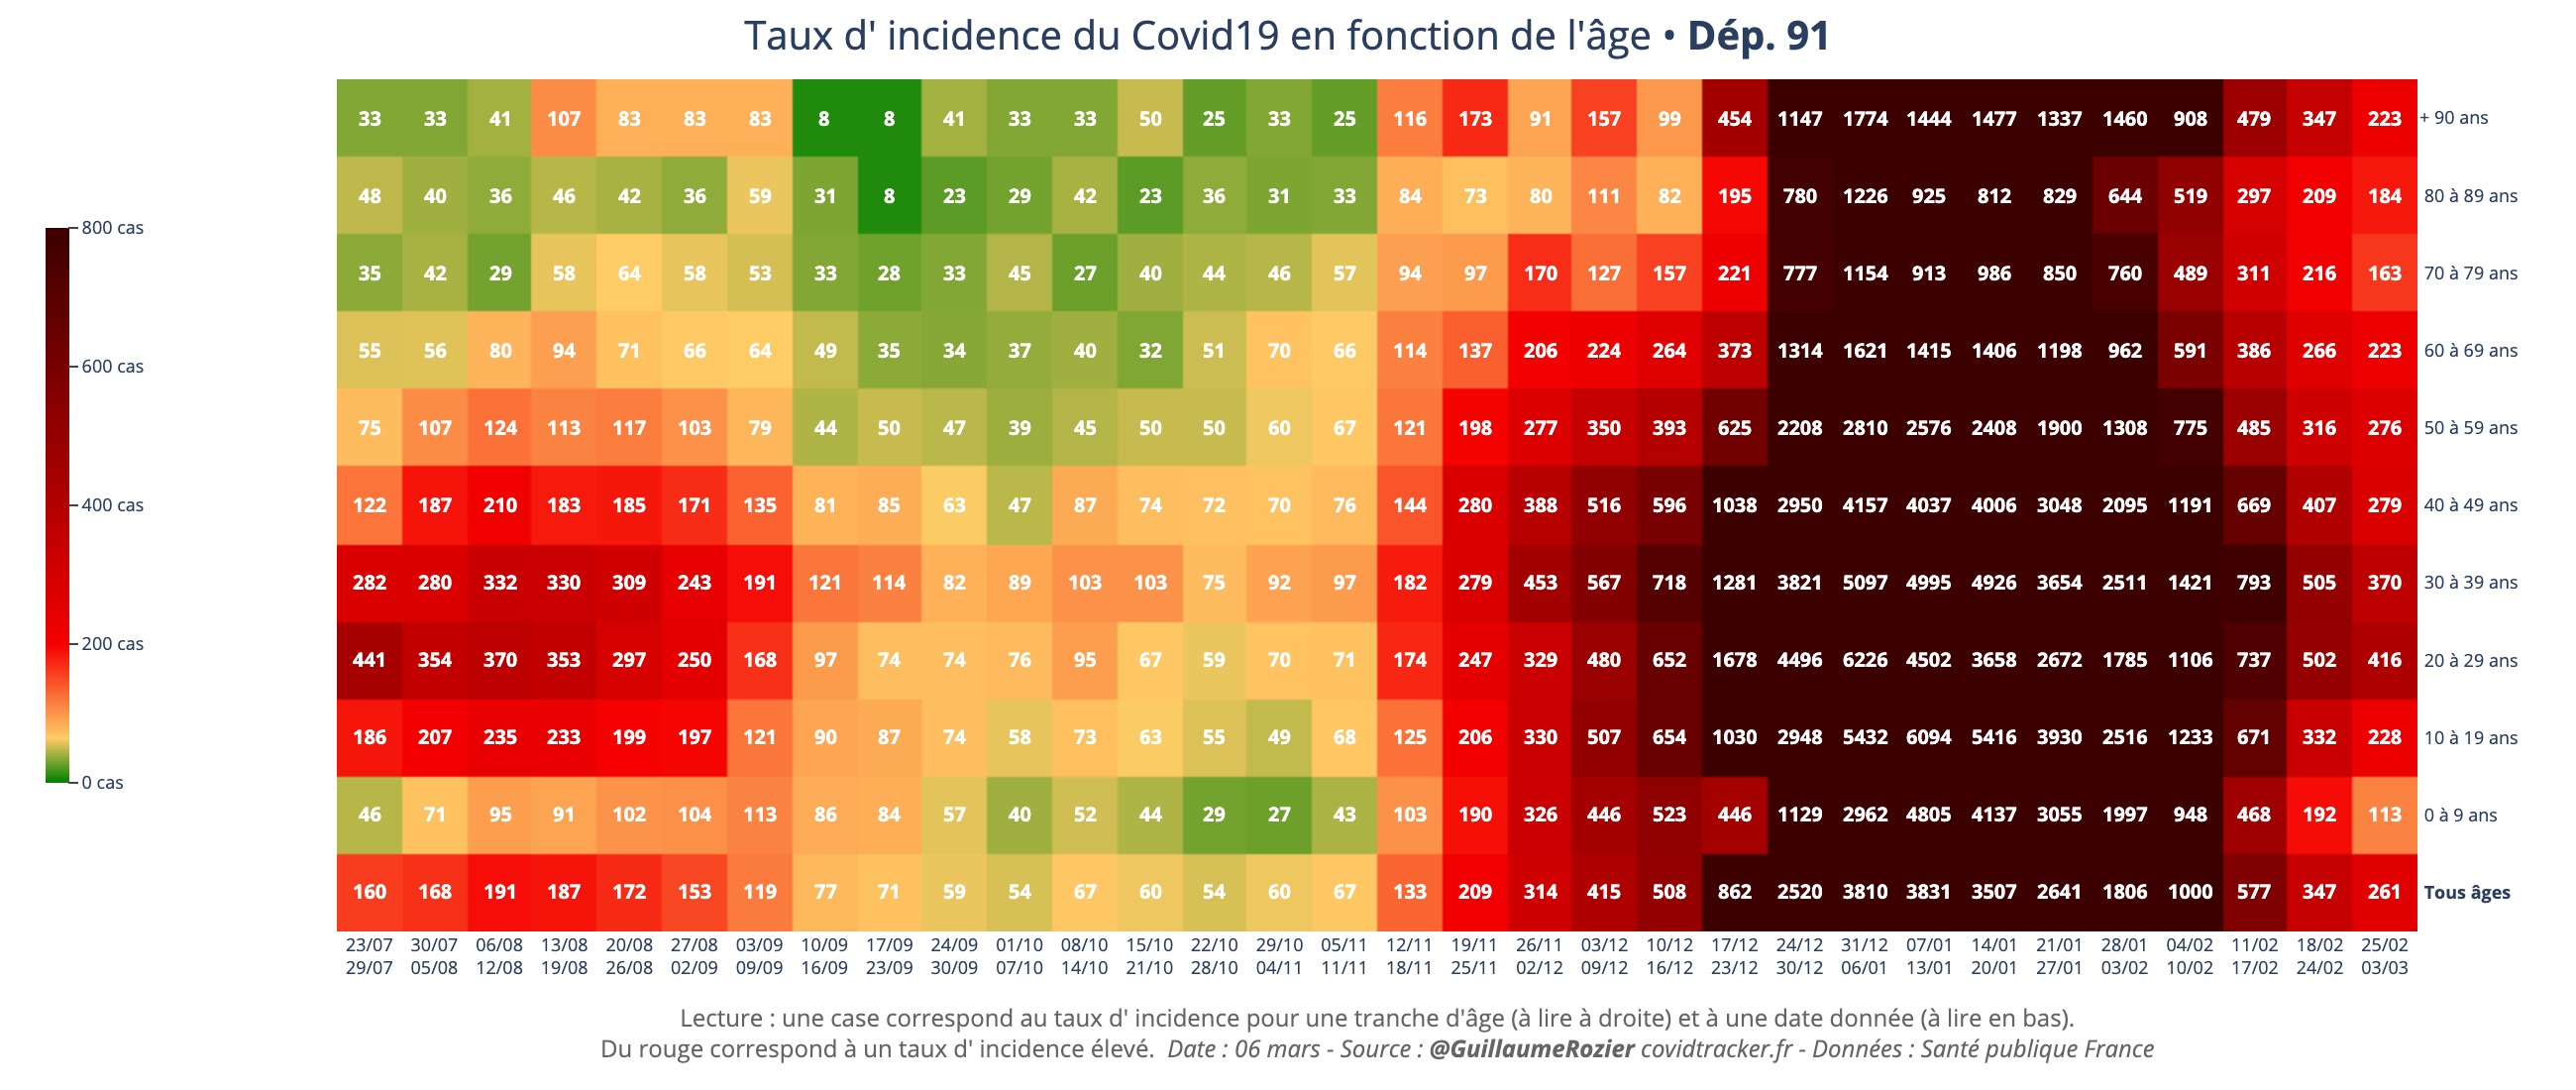 Taux d' incidence du Covid19 en fonction de l'âge • Dép. 91
33 33 41 107 83 83 83 8 8 41 33 33 50 25 33 25 116 173 91 157 99 454 1147 1774 1444 1477 1337 1460 908 479 347 223 + 90 ans
48 40 36 46 42 36 59 31 8 23 29 42 23 36 31 33 84 73 80 111 82 195 780 1226 925 812 829 644 519 297 209 184 80 à 89 ans
800 cas
35 42 29 58 64 58 53 33 28 33 45 27 40 44 46 57 94 97 170 127 157 221 777 1154 913 986 850 760 489 311 216 163 70 à 79 ans
55 56 80 94 71 66 64 49 35 34 37 40 32 51 70 66 114 137 206 224 264 373 1314 1621 1415 1406 1198 962 591 386 266 223 60 à 69 ans
600 cas
75 107 124 113 117 103 79 44 50 47 39 45 50 50 60 67 121 198 277 350 393 625 2208 2810 2576 2408 1900 1308 775 485 316 276 50 à 59 ans
400 cas
122 187 210 183 185 171 135 81 85 63 47 87 74 72 70 76 144 280 388 516 596 1038 2950 4157 4037 4006 3048 2095 1191 669 407 279 40 à 49 ans
282 280 332 330 309 243 191 121 114 82 89 103 103 75 92 97 182 279 453 567 718 1281 3821 5097 4995 4926 3654 2511 1421 793 505 370 30 à 39 ans
200 cas
441 354 370 353 297 250 168 97 74 74 76 95 67 59 70 71 174 247 329 480 652 1678 4496 6226 4502 3658 2672 1785 1106 737 502 416 20 à 29 ans
186 207 235 233 199 197 121 90 87 74 58 73 63 55 49 68 125 206 330 507 654 1030 2948 5432 6094 5416 3930 2516 1233 671 332 228 10 à 19 ans
0 cas
46 71 95 91 102 104 113 86 84 57 40 52 44 29 27 43 103 190 326 446 523 446 1129 2962 4805 4137 3055 1997 948 468 192 113 0 à 9 ans
160 168 191 187 172 153 119 77 71 59 54 67 60 54 60 67 133 209 314 415 508 862 2520 3810 3831 3507 2641 1806 1000 577 347 261 Tous âges
23/07 30/07 06/08 13/08 20/08 27/08 03/09 10/09 17/09 24/09 01/10 08/10 15/10 22/10 29/10 05/11 12/11 19/11 26/11 03/12 10/12 17/12 24/12 31/12 07/01 14/01 21/01 28/01 04/02 11/02 18/02 25/02
29/07 05/08 12/08 19/08 26/08 02/09 09/09 16/09 23/09 30/09 07/10 14/10 21/10 28/10 04/11 11/11 18/11 25/11 02/12 09/12 16/12 23/12 30/12 06/01 13/01 20/01 27/01 03/02 10/02 17/02 24/02 03/03
Lecture : une case correspond au taux d' incidence pour une tranche d'âge (à lire à droite) et à une date donnée (à lire en bas).
Du rouge correspond à un taux d' incidence élevé. Date : 06 mars - Source : @GuillaumeRozier covidtracker.fr - Données : Santé publique France